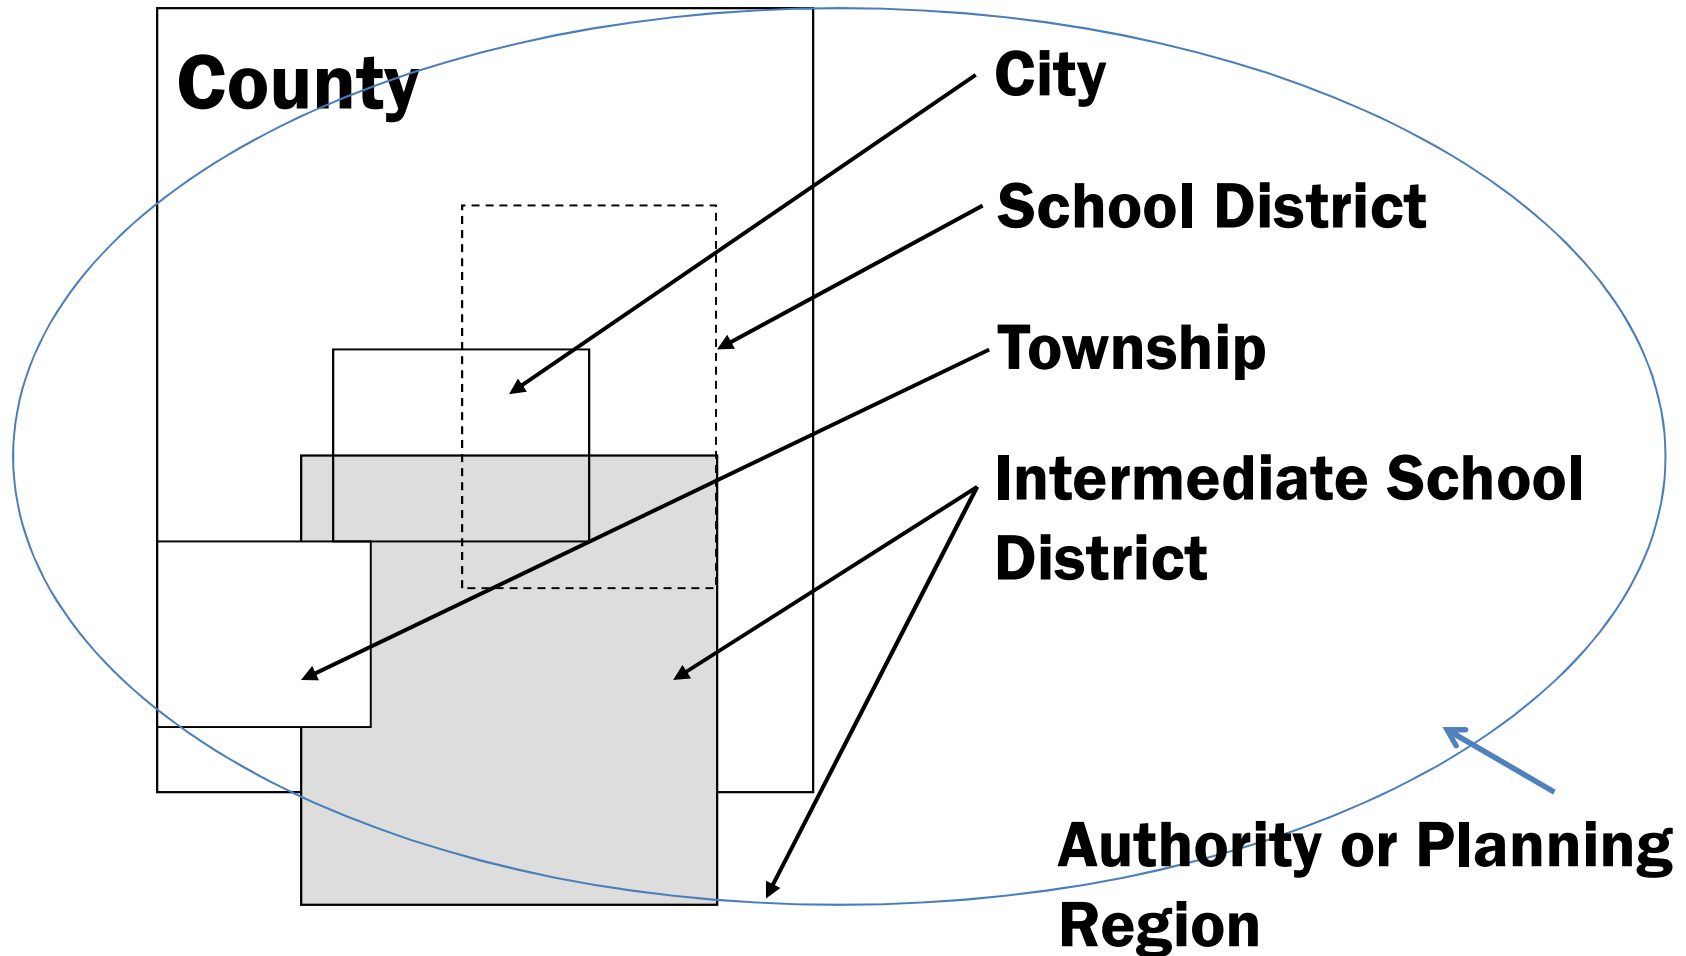 County
City
School District
Township
Intermediate School
District
Authority or Planning
Region